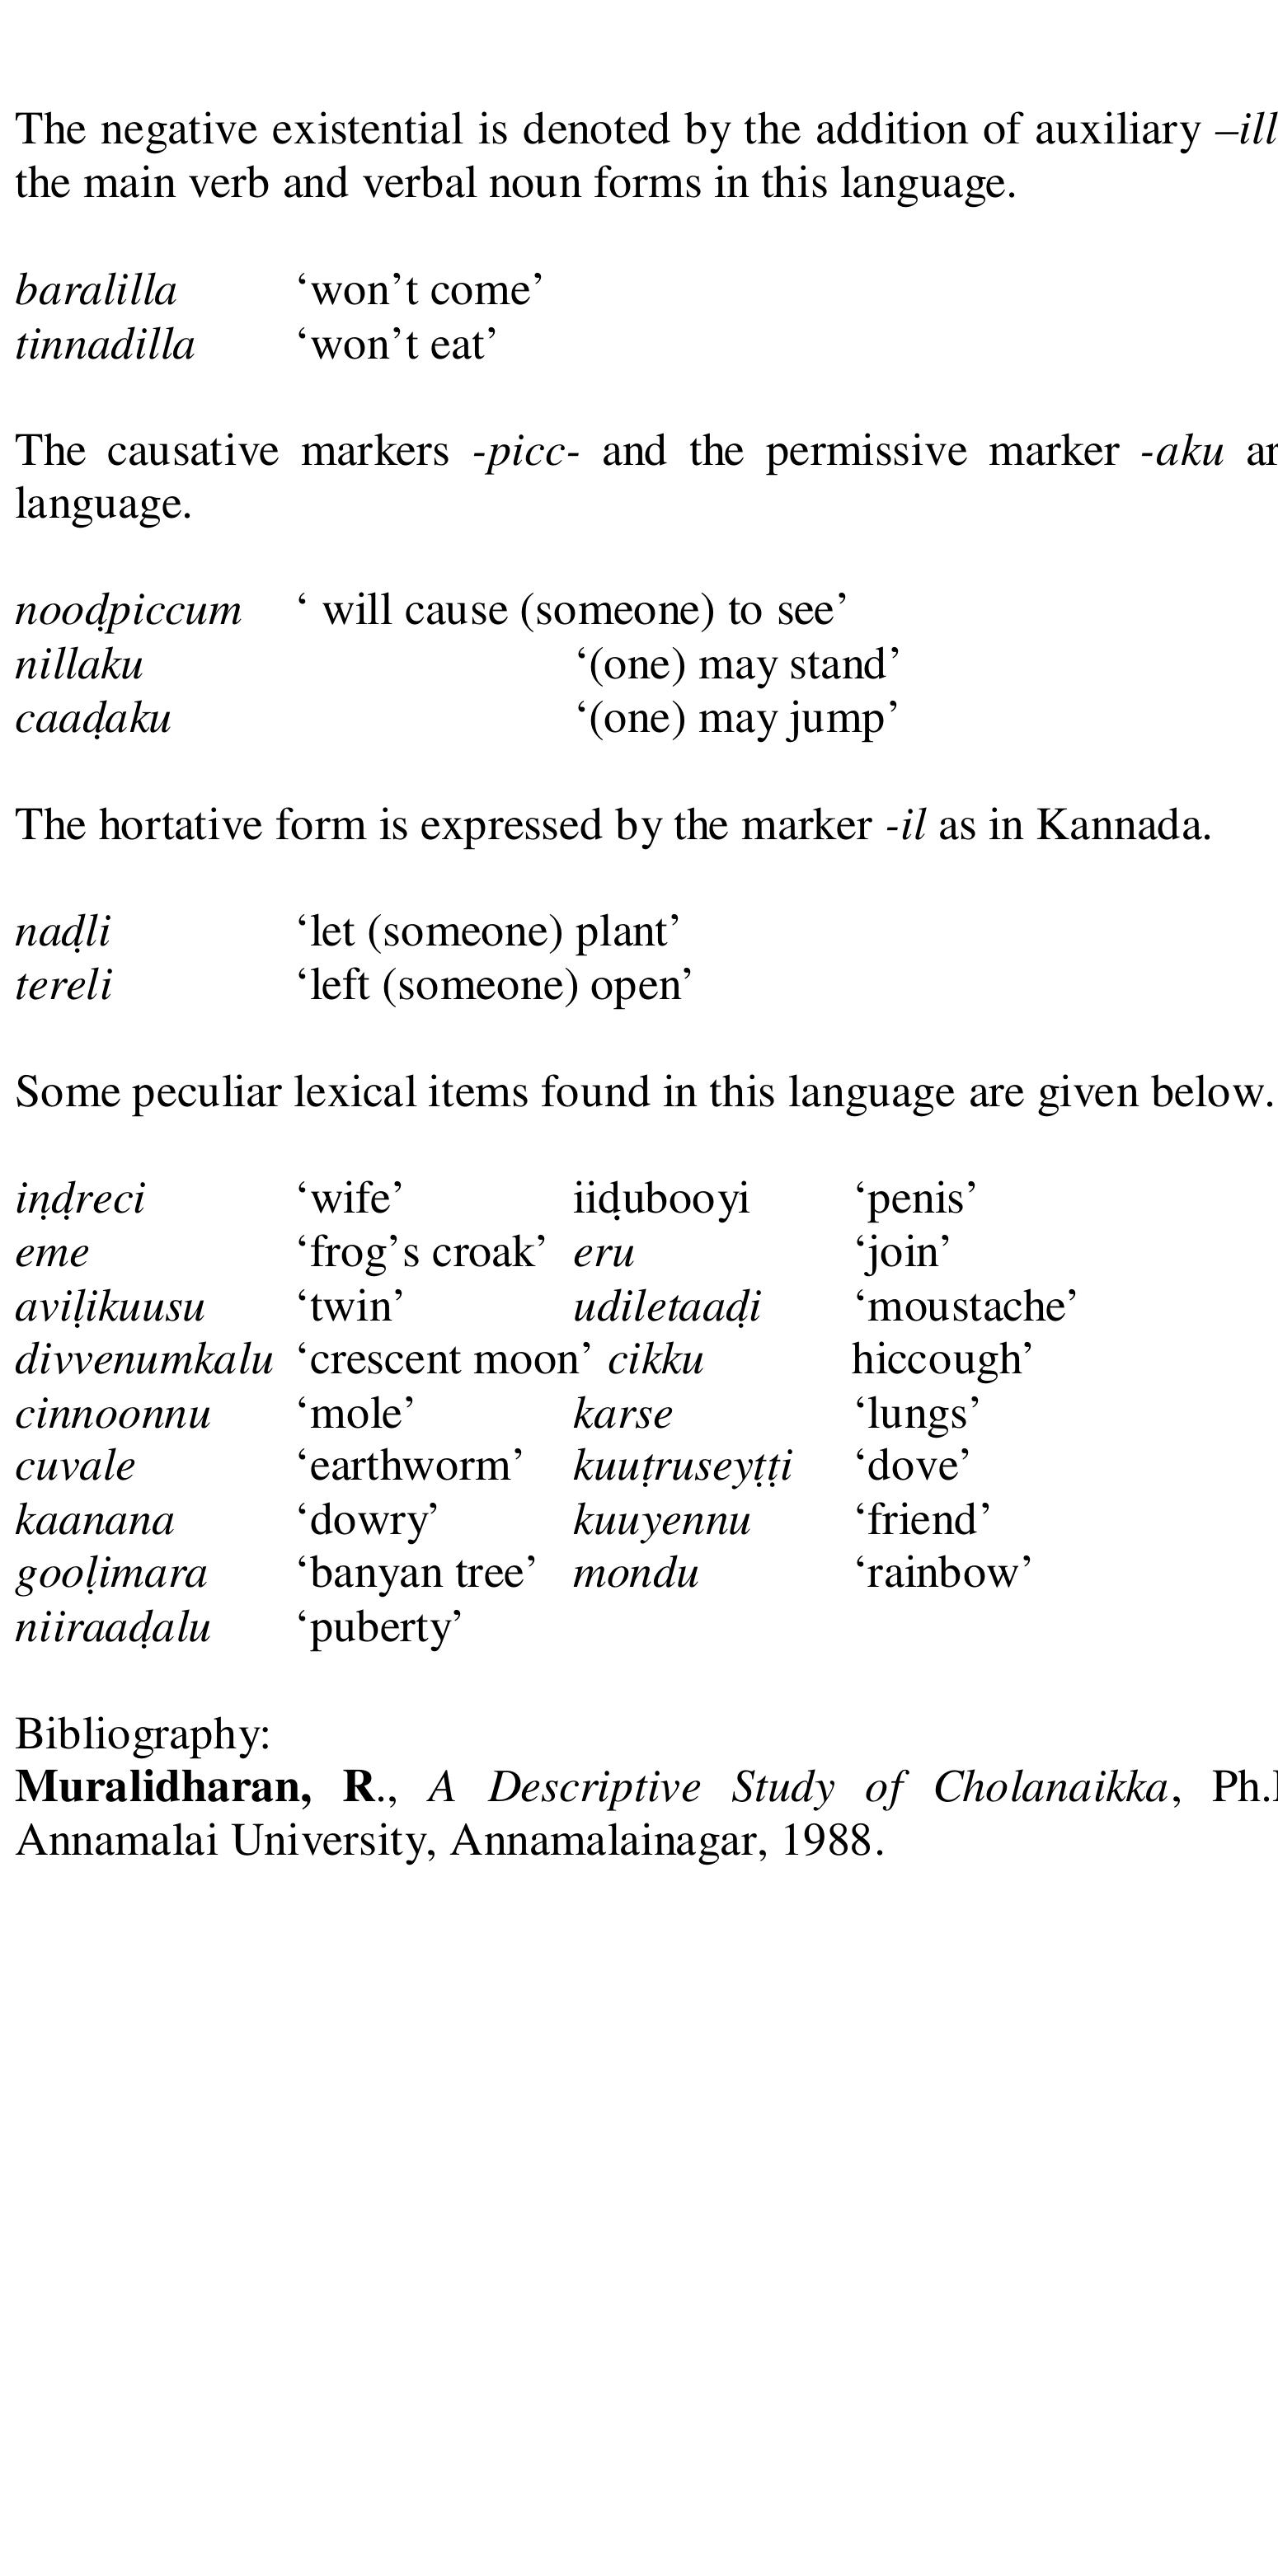 The negative existential is denoted by the addition of auxiliary –ill
the main verb and verbal noun forms in this language.
baralilla ‘won’t come’
tinnadilla ‘won’t eat’
The causative markers -picc- and the permissive marker -aku ar
language.
nooḍpiccum ‘ will cause (someone) to see’
nillaku ‘(one) may stand’
caaḍaku ‘(one) may jump’
The hortative form is expressed by the marker -il as in Kannada.
naḍli ‘let (someone) plant’
tereli ‘left (someone) open’
Some peculiar lexical items found in this language are given below.
iṇḍreci ‘wife’ iiḍubooyi ‘penis’
eme ‘frog’s croak’ eru ‘join’
aviḷikuusu ‘twin’ udiletaaḍi ‘moustache’
divvenumkalu ‘crescent moon’ cikku hiccough’
cinnoonnu ‘mole’ karse ‘lungs’
cuvale ‘earthworm’ kuuṭruseyṭṭi ‘dove’
kaanana ‘dowry’ kuuyennu ‘friend’
gooḷimara ‘banyan tree’ mondu ‘rainbow’
niiraaḍalu ‘puberty’
Bibliography:
Muralidharan, R., A Descriptive Study of Cholanaikka, Ph.
Annamalai University, Annamalainagar, 1988.